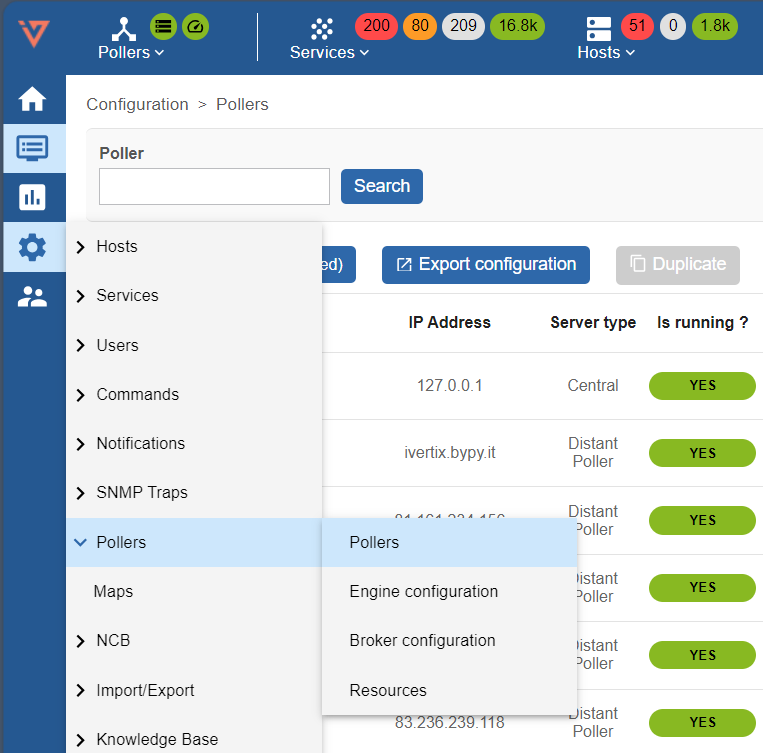 200 80 209 16.8k 51 0 1.8k
Pollers Services Hosts
Configuration > Pollers
Poller
Search
Hosts
ed) Export configuration Duplicate
Services
IP Address Server type Is running ?
Users
127.0.0.1 Central YES
Commands
Notifications
ivertix.bypy.it Distant Poller YES
SNMP Traps
Distant Poller YES
Pollers
Pollers
Maps
Engine configuration
Distant Poller YES
NCB
Broker configuration
Distant Poller YES
Import/Export
Resources
83.236.239.118 Distant Poller YES
Knowledge Base